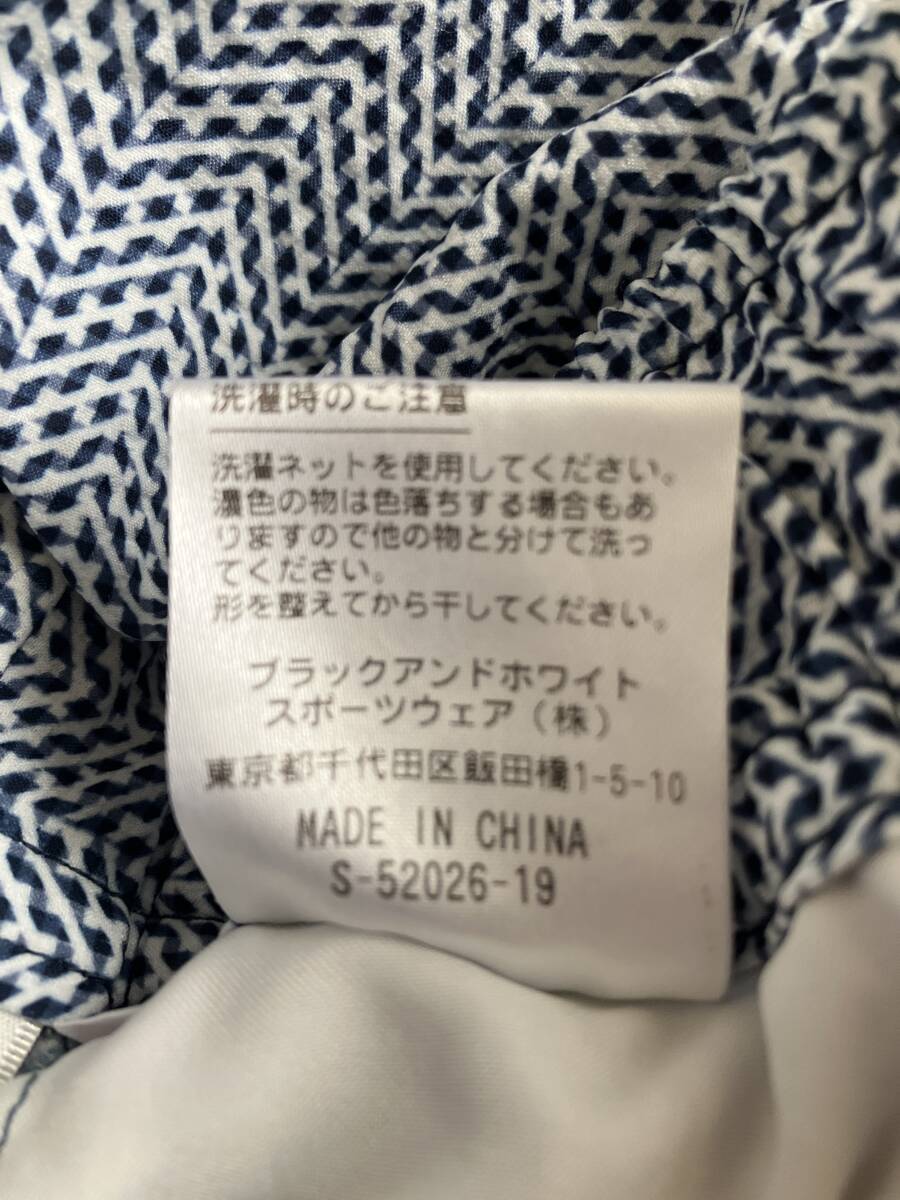 洗濯時のご注意
洗濯ネットを使用してください。
濃色の物は色落ちする場合もあ
りますので他の物と分けて洗っ
てください。
形を整えてから干してください。
ブラックアンドホワイト
スポーツウェア(株)
東京都千代田区飯田橋1-5-10
MADE IN CHINA
S-52026-19